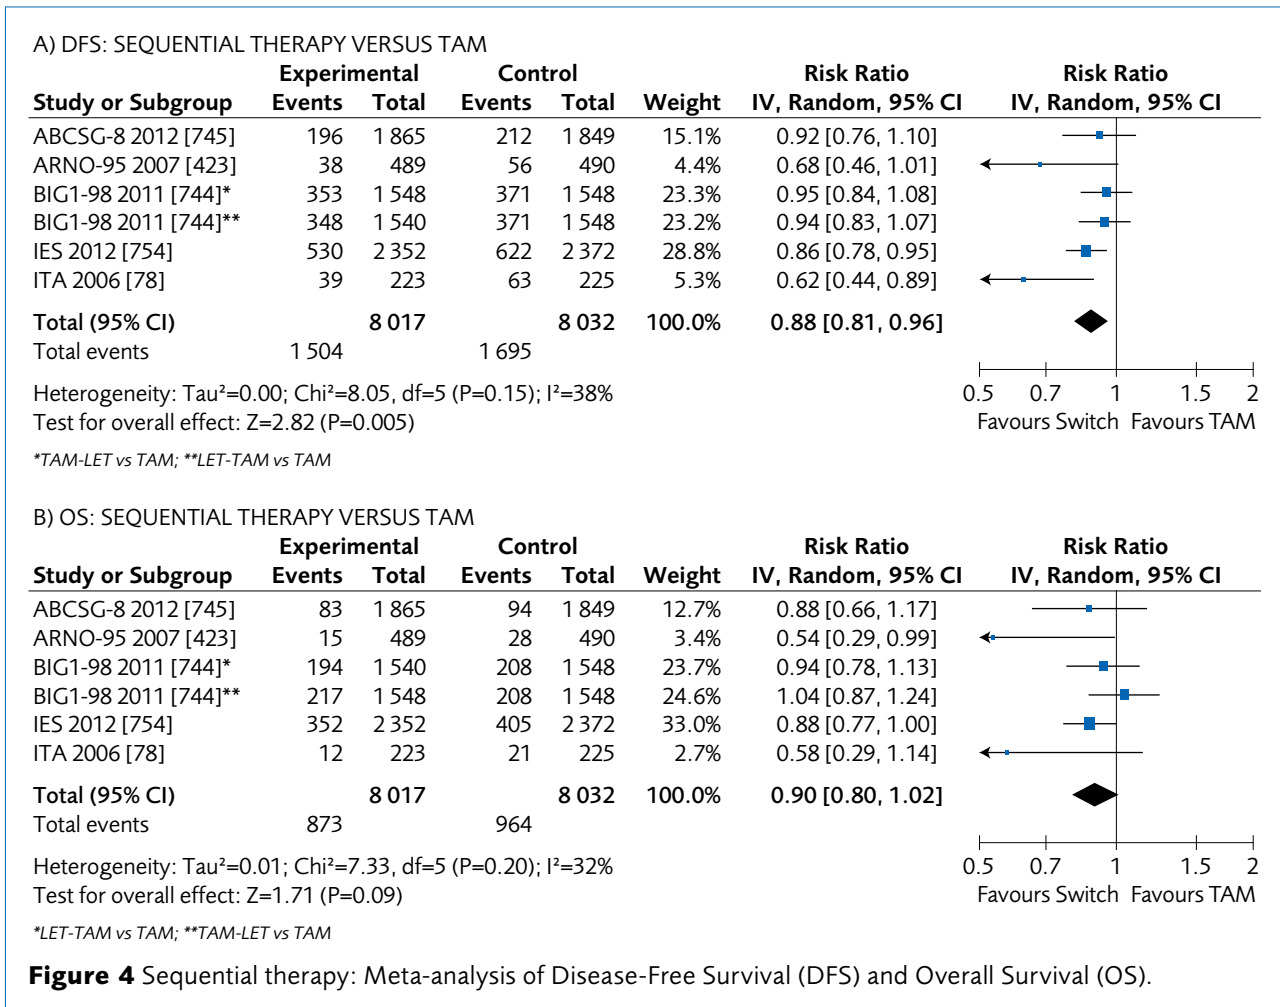 A) DFS: SEQUENTIAL THERAPY VERSUS TAM
Experimental Control Risk Ratio Risk Ratio
Study or Subgroup Events Total Events Total Weight IV, Random, 95% CI IV, Random, 95% CI
ABCSG-8 2012 [745] 196 1 865 212 1 849 15.1% 0.92 [0.76, 1.10]
ARNO-95 2007 [423] 38 489 56 490 4.4% 0.68 [0.46, 1.01]
BIG1-98 2011 [744]* 353 1 548 371 1 548 23.3% 0.95 [0.84, 1.08]
BIG1-98 2011 [744]** 348 1 540 371 1 548 23.2% 0.94 [0.83, 1.07]
IES 2012 [754] 530 2 352 622 2 372 28.8% 0.86 [0.78, 0.95]
ITA 2006 [78] 39 223 63 225 5.3% 0.62 [0.44, 0.89]
Total (95% CI) 8 017 8 032 100.0% 0.88 [0.81, 0.96]
Total events 1 504 1 695
Heterogeneity: Tau²=0.00; Chi²=8.05, df=5 (P=0.15); I²=38%
0.5 0.7 1 1.5 2
Test for overall effect: Z=2.82 (P=0.005)
Favours Switch Favours TAM
*TAM-LET vs TAM; **LET-TAM vs TAM
B) OS: SEQUENTIAL THERAPY VERSUS TAM
Experimental Control Risk Ratio Risk Ratio
Study or Subgroup Events Total Events Total Weight IV, Random, 95% CI IV, Random, 95% CI
ABCSG-8 2012 [745] 83 1 865 94 1 849 12.7% 0.88 [0.66, 1.17]
ARNO-95 2007 [423] 15 489 28 490 3.4% 0.54 [0.29, 0.99]
BIG1-98 2011 [744]* 194 1 540 208 1 548 23.7% 0.94 [0.78, 1.13]
BIG1-98 2011 [744]** 217 1 548 208 1 548 24.6% 1.04 [0.87, 1.24]
IES 2012 [754] 352 2 352 405 2 372 33.0% 0.88 [0.77, 1.00]
ITA 2006 [78] 12 223 21 225 2.7% 0.58 [0.29, 1.14]
Total (95% CI) 8 017 8 032 100.0% 0.90 [0.80, 1.02]
Total events 873 964
Heterogeneity: Tau²=0.01; Chi²=7.33, df=5 (P=0.20); I²=32%
0.5 0.7 1 1.5 2
Test for overall effect: Z=1.71 (P=0.09)
Favours Switch Favours TAM
*LET-TAM vs TAM; **TAM-LET vs TAM
Figure 4 Sequential therapy: Meta-analysis of Disease-Free Survival (DFS) and Overall Survival (OS).